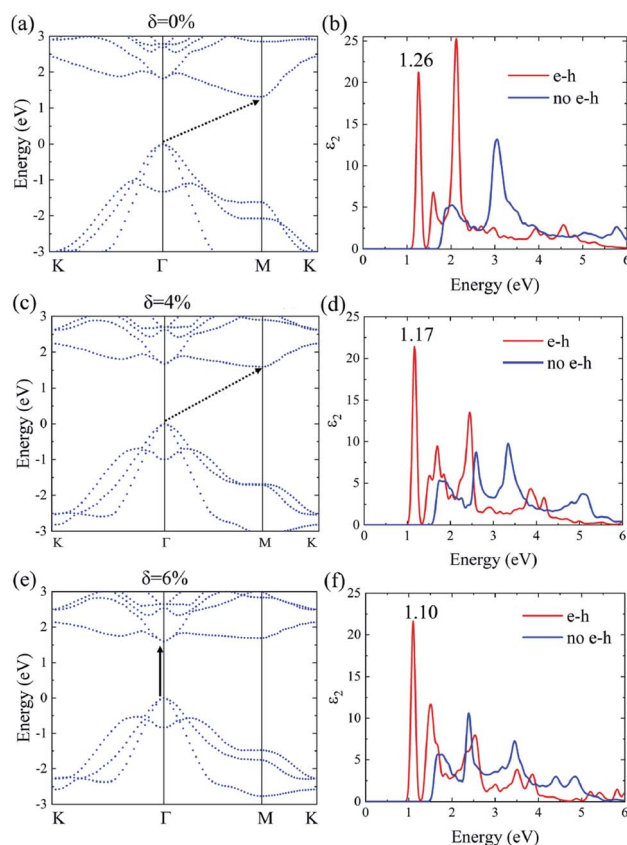 (a) δ=0% (b)
3
2
1
0
-1
-2
-3
Energy (eV)
K Γ M K
25
20
15
10
5
0
ε₂
1.26
e-h
no e-h
0 1 2 3 4 5 6
Energy (eV)
(c) δ=4% (d)
3
2
1
0
-1
-2
-3
Energy (eV)
K Γ M K
25
20
15
10
5
0
ε₂
1.17
e-h
no e-h
0 1 2 3 4 5 6
Energy (eV)
(e) δ=6% (f)
3
2
1
0
-1
-2
-3
Energy (eV)
K Γ M K
25
20
15
10
5
0
ε₂
1.10
e-h
no e-h
0 1 2 3 4 5 6
Energy (eV)